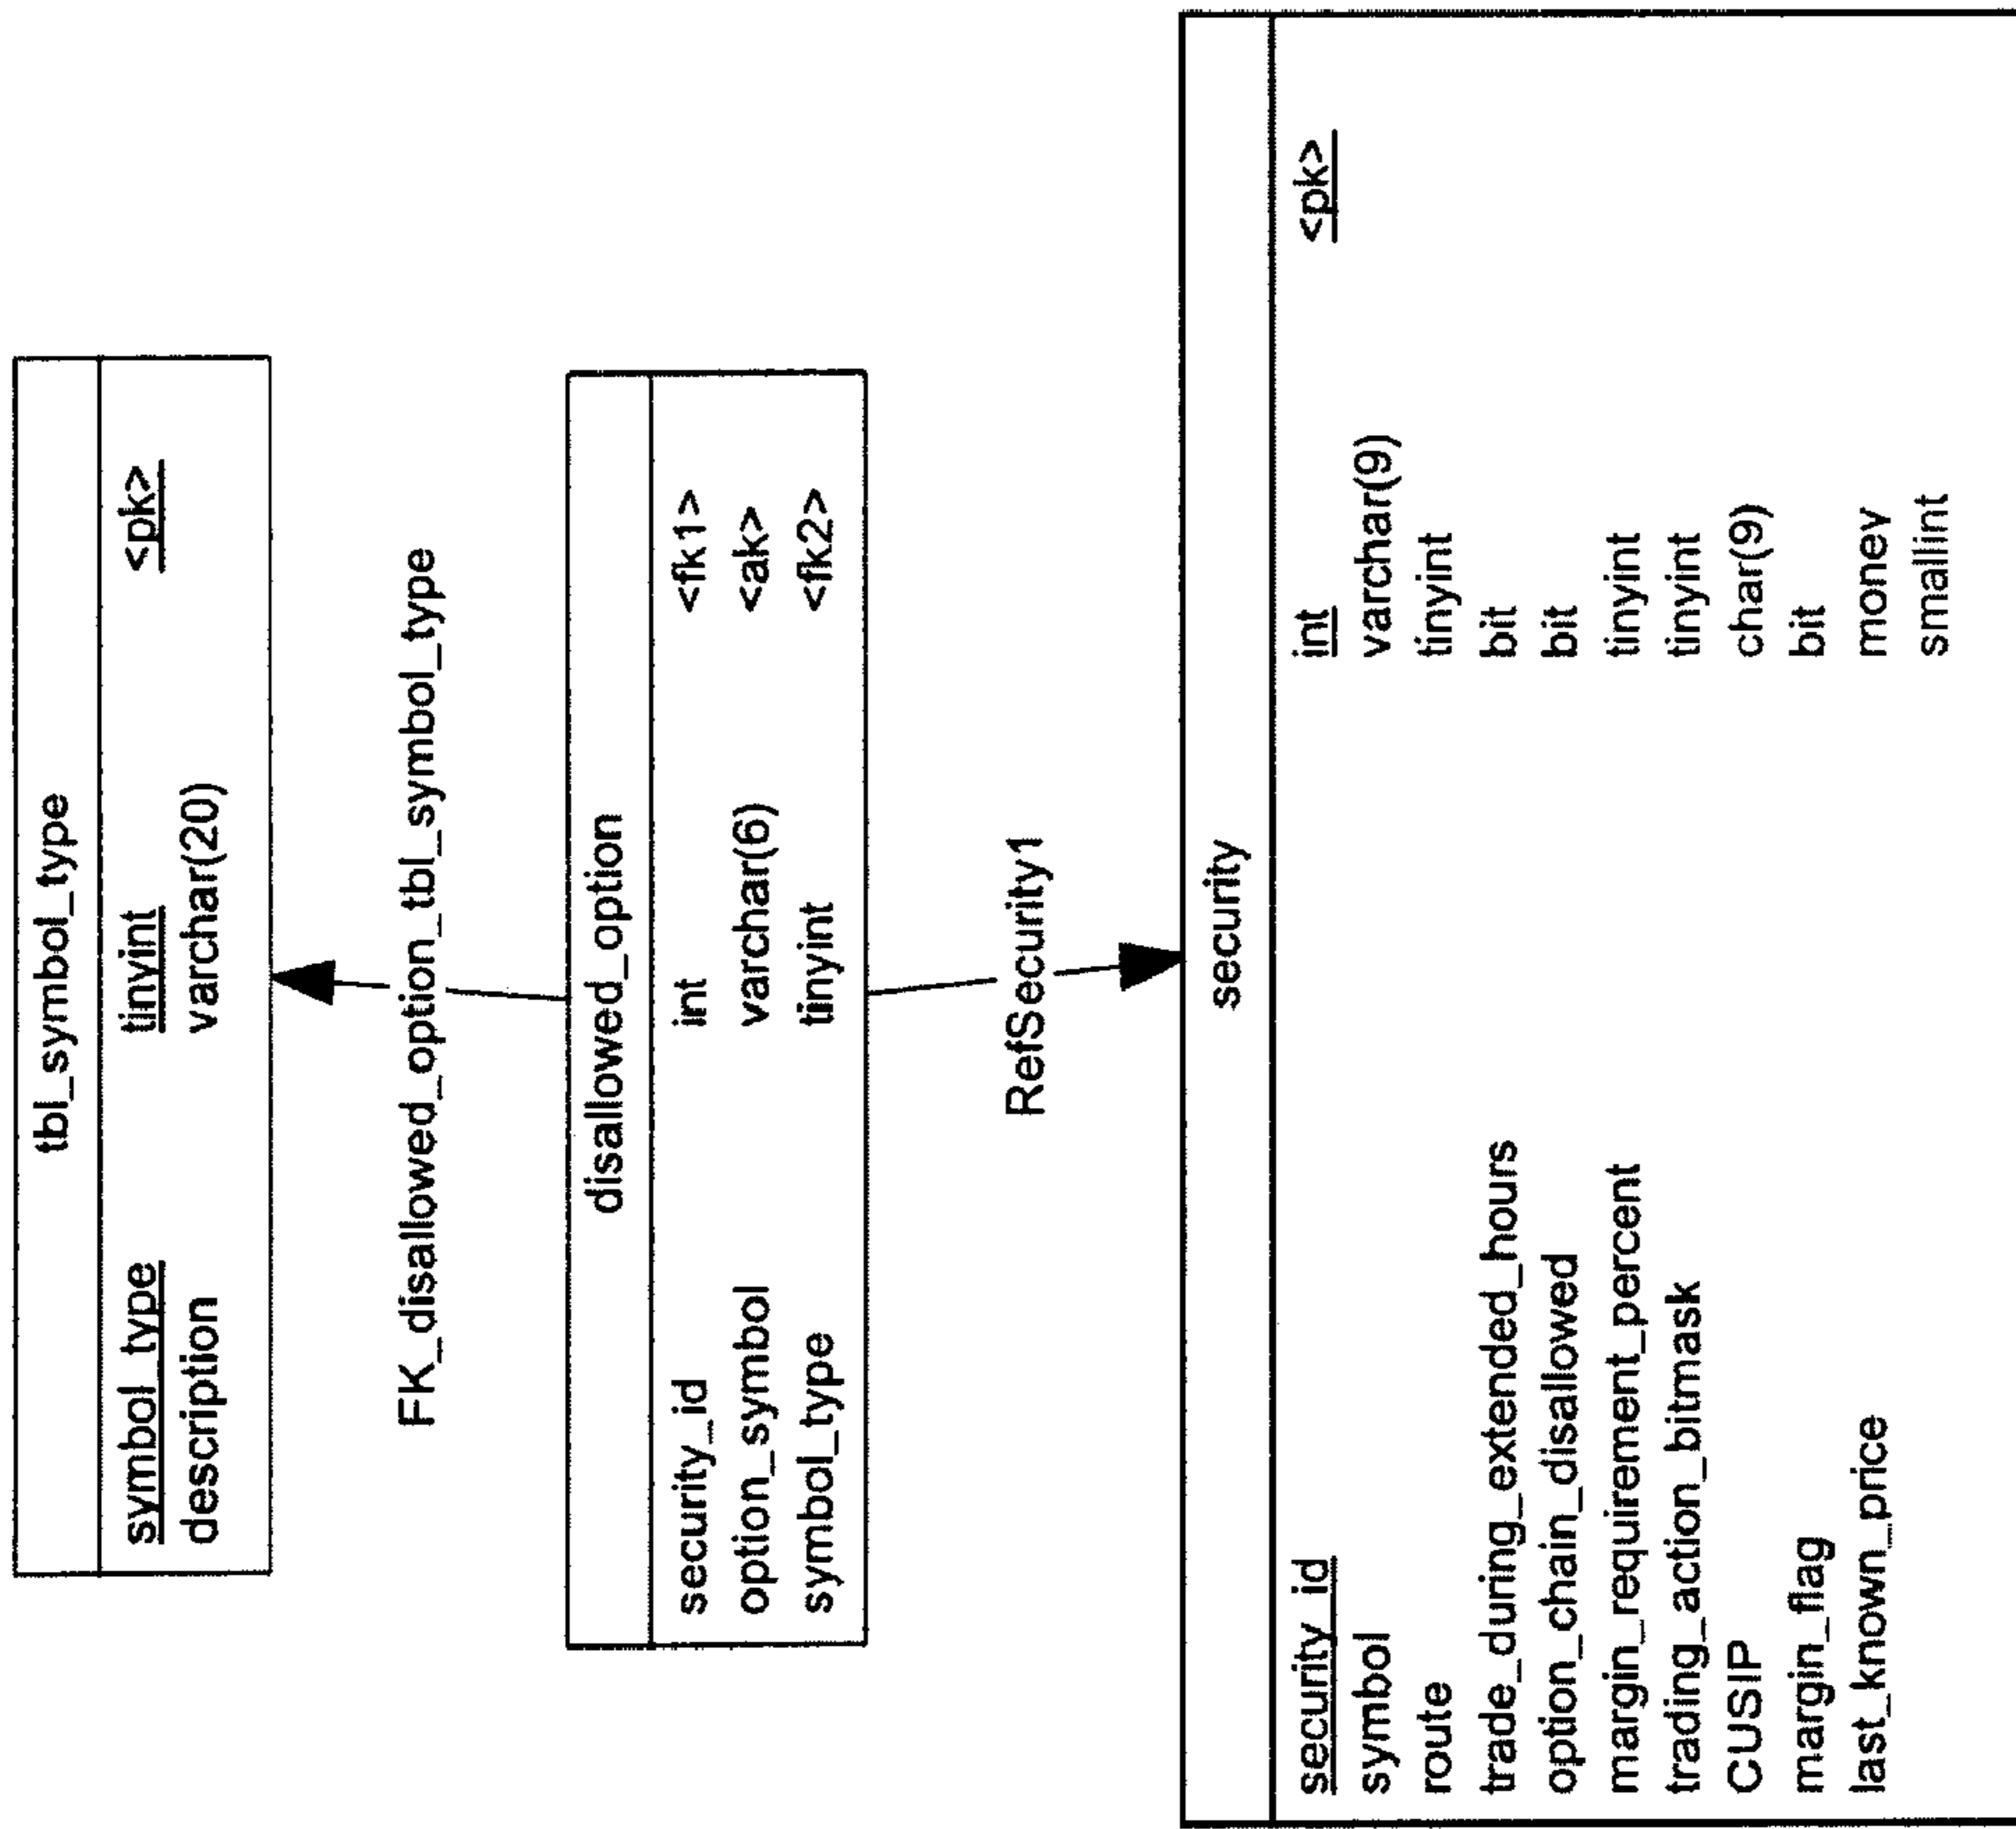 tbl_symbol_type
symbol_type tinyint <pk>
description varchar(20)
FK_disallowed_option_tbl_symbol_type
disallowed_option
security_id int <fk1>
option_symbol varchar(6) <ak>
symbol_type tinyint <fk2>
RefSecurity1
security
security_id int <pk>
symbol varchar(9)
route tinyint
trade_during_extended_hours bit
option_chain_disallowed bit
margin_requirement_percent tinyint
trading_action_bitmask tinyint
CUSIP char(9)
margin_flag bit
last_known_price money
smallint